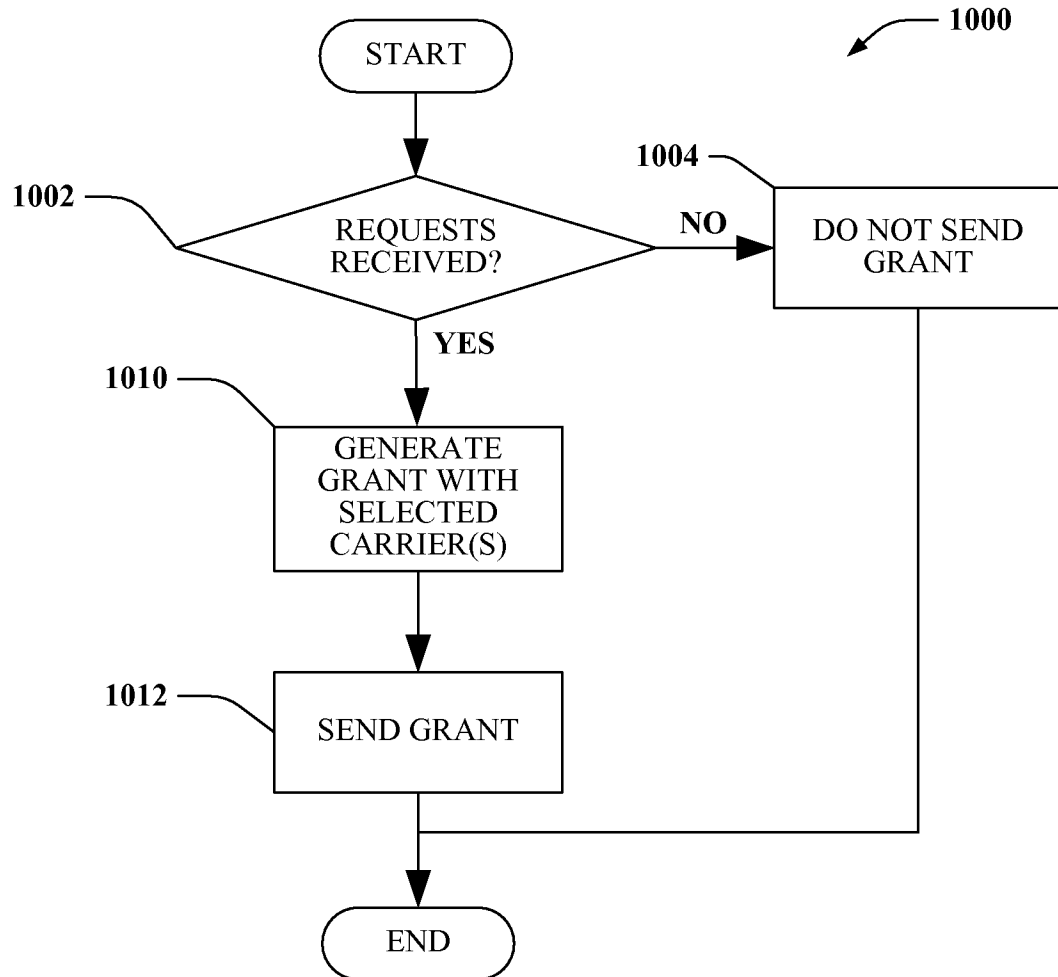 1000
START
1004
1002
REQUESTS
RECEIVED?
NO
DO NOT SEND
GRANT
YES
1010
GENERATE
GRANT WITH
SELECTED
CARRIER(S)
1012
SEND GRANT
END